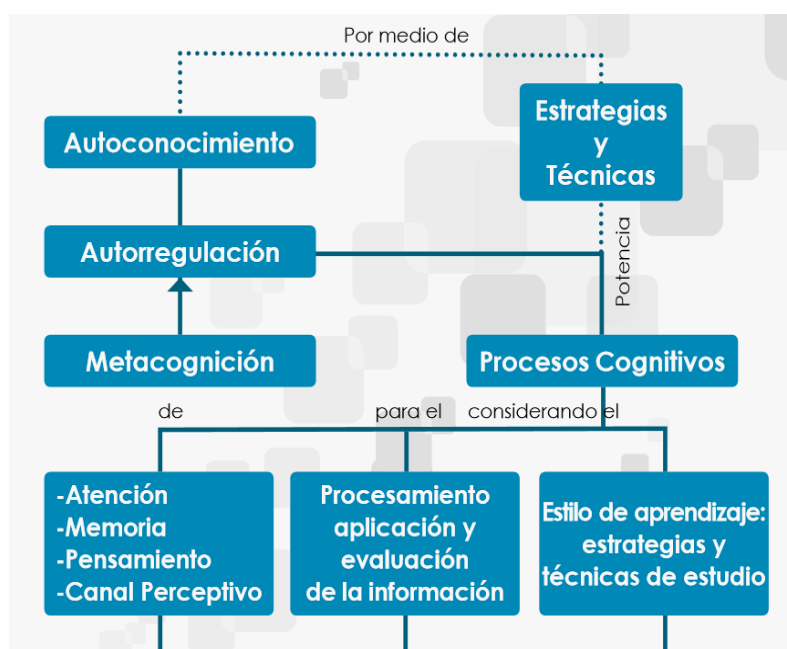 Por medio de
Estrategias
y
Técnicas
Autoconocimiento
Autorregulación
Potencia
Metacognición
Procesos Cognitivos
de
para el
considerando el
-Atención
-Memoria
-Pensamiento
-Canal Perceptivo
Procesamiento
aplicación y
evaluación
de la información
Estilo de aprendizaje:
estrategias y
técnicas de estudio